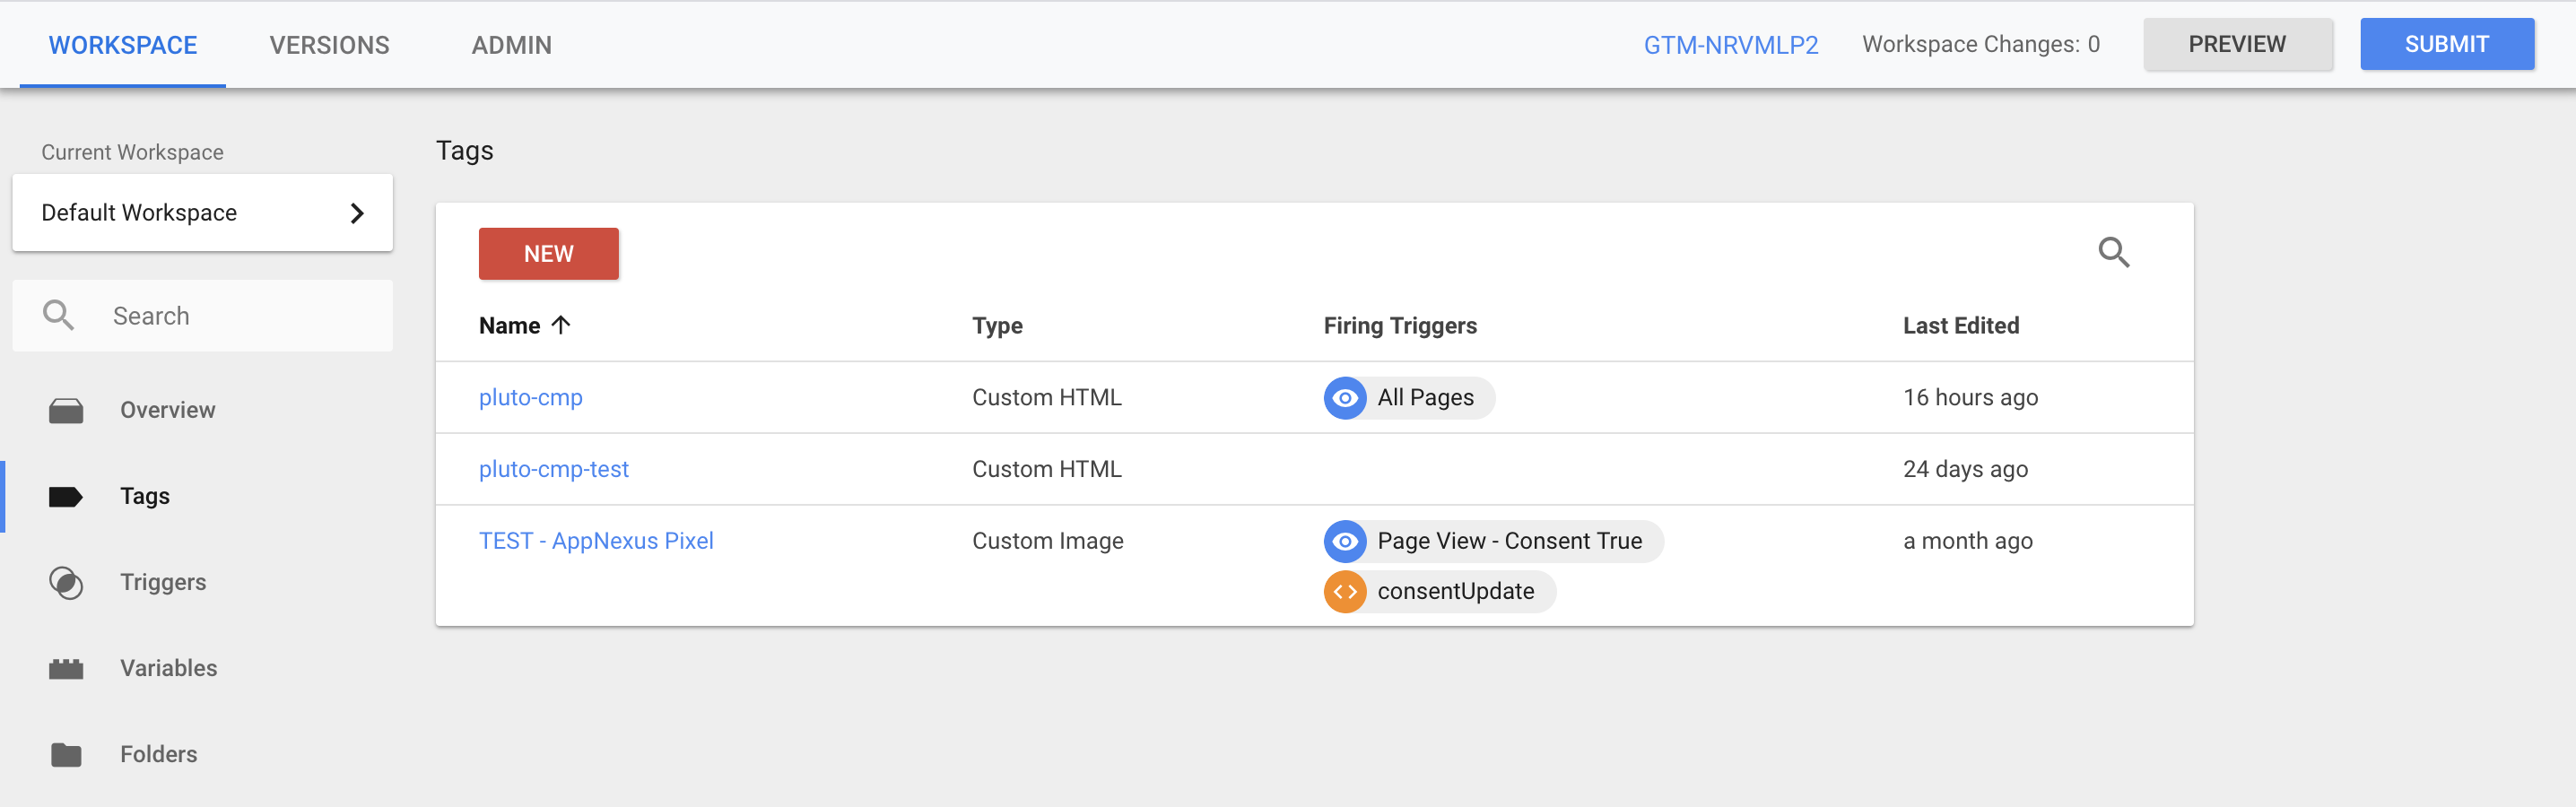 WORKSPACE VERSIONS ADMIN GTM-NRVMLP2 Workspace Changes: 0 PREVIEW SUBMIT
Current Workspace
Default Workspace
Search
Overview
Tags
Triggers
Variables
Folders
Tags
NEW
Name Type Firing Triggers Last Edited
pluto-cmp Custom HTML All Pages 16 hours ago
pluto-cmp-test Custom HTML 24 days ago
TEST - AppNexus Pixel Custom Image Page View - Consent True a month ago
consentUpdate